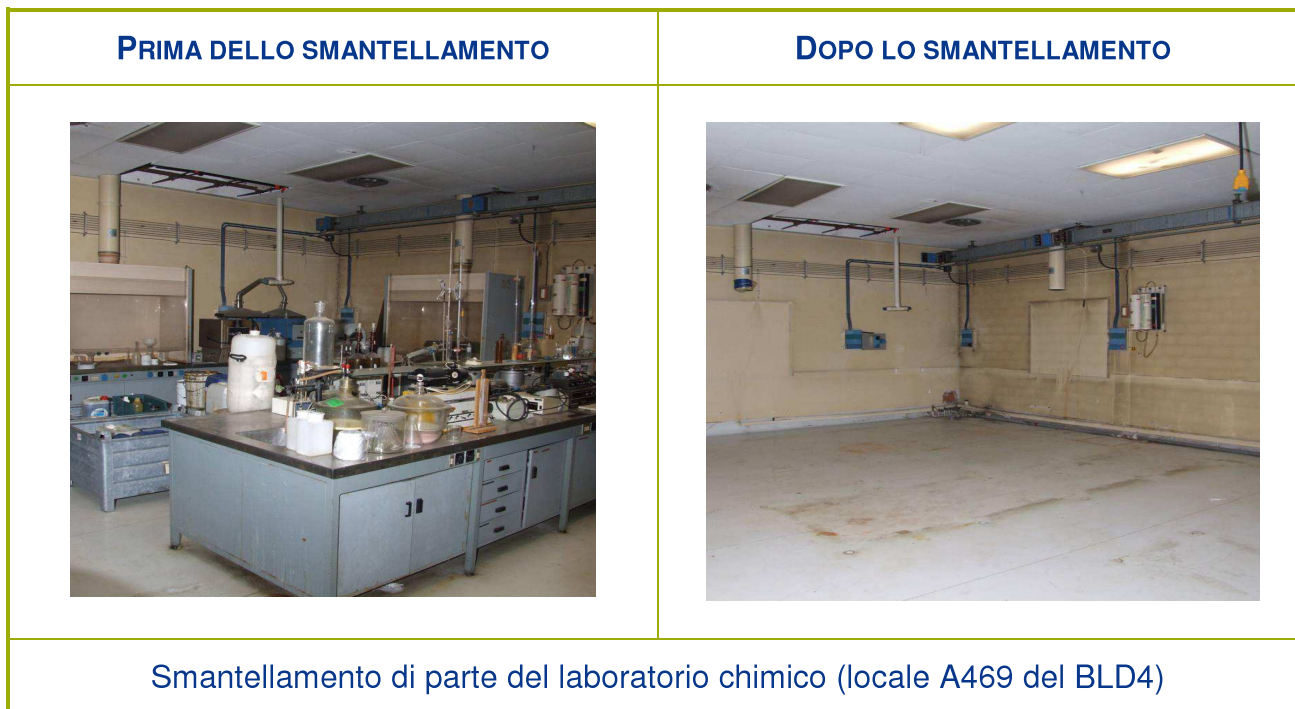 PRIMA DELLO SMANTELLAMENTO
DOPO LO SMANTELLAMENTO
Smantellamento di parte del laboratorio chimico (locale A469 del BLD4)